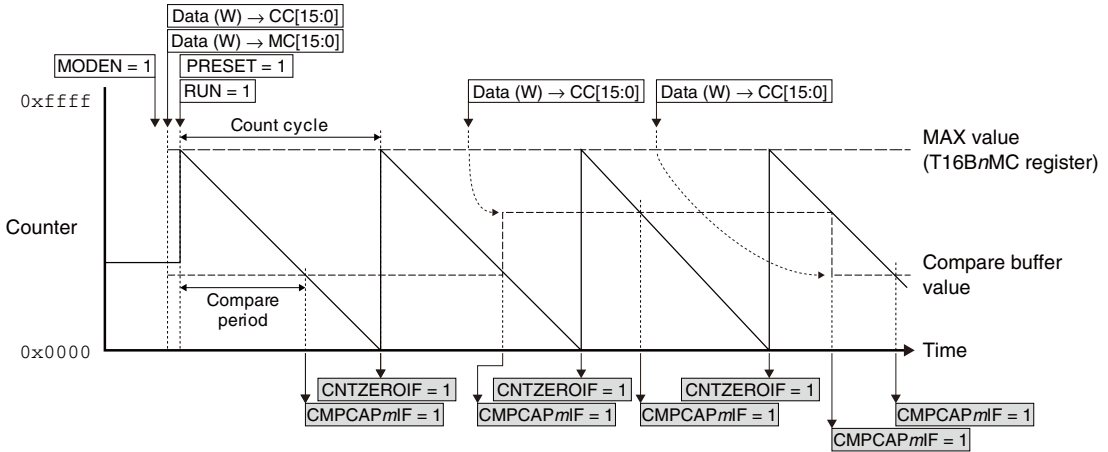 Data (W) → CC[15:0]
Data (W) → MC[15:0]
MODEN = 1
PRESET = 1
RUN = 1
Data (W) → CC[15:0]
Data (W) → CC[15:0]
0xffff
Count cycle
MAX value
(T16BnMC register)
Counter
Compare
period
Compare buffer
value
0x0000
Time
CNTZEROIF = 1
CNTZEROIF = 1
CNTZEROIF = 1
CMPCAPmIF = 1
CMPCAPmIF = 1
CMPCAPmIF = 1
CMPCAPmIF = 1
CMPCAPmIF = 1